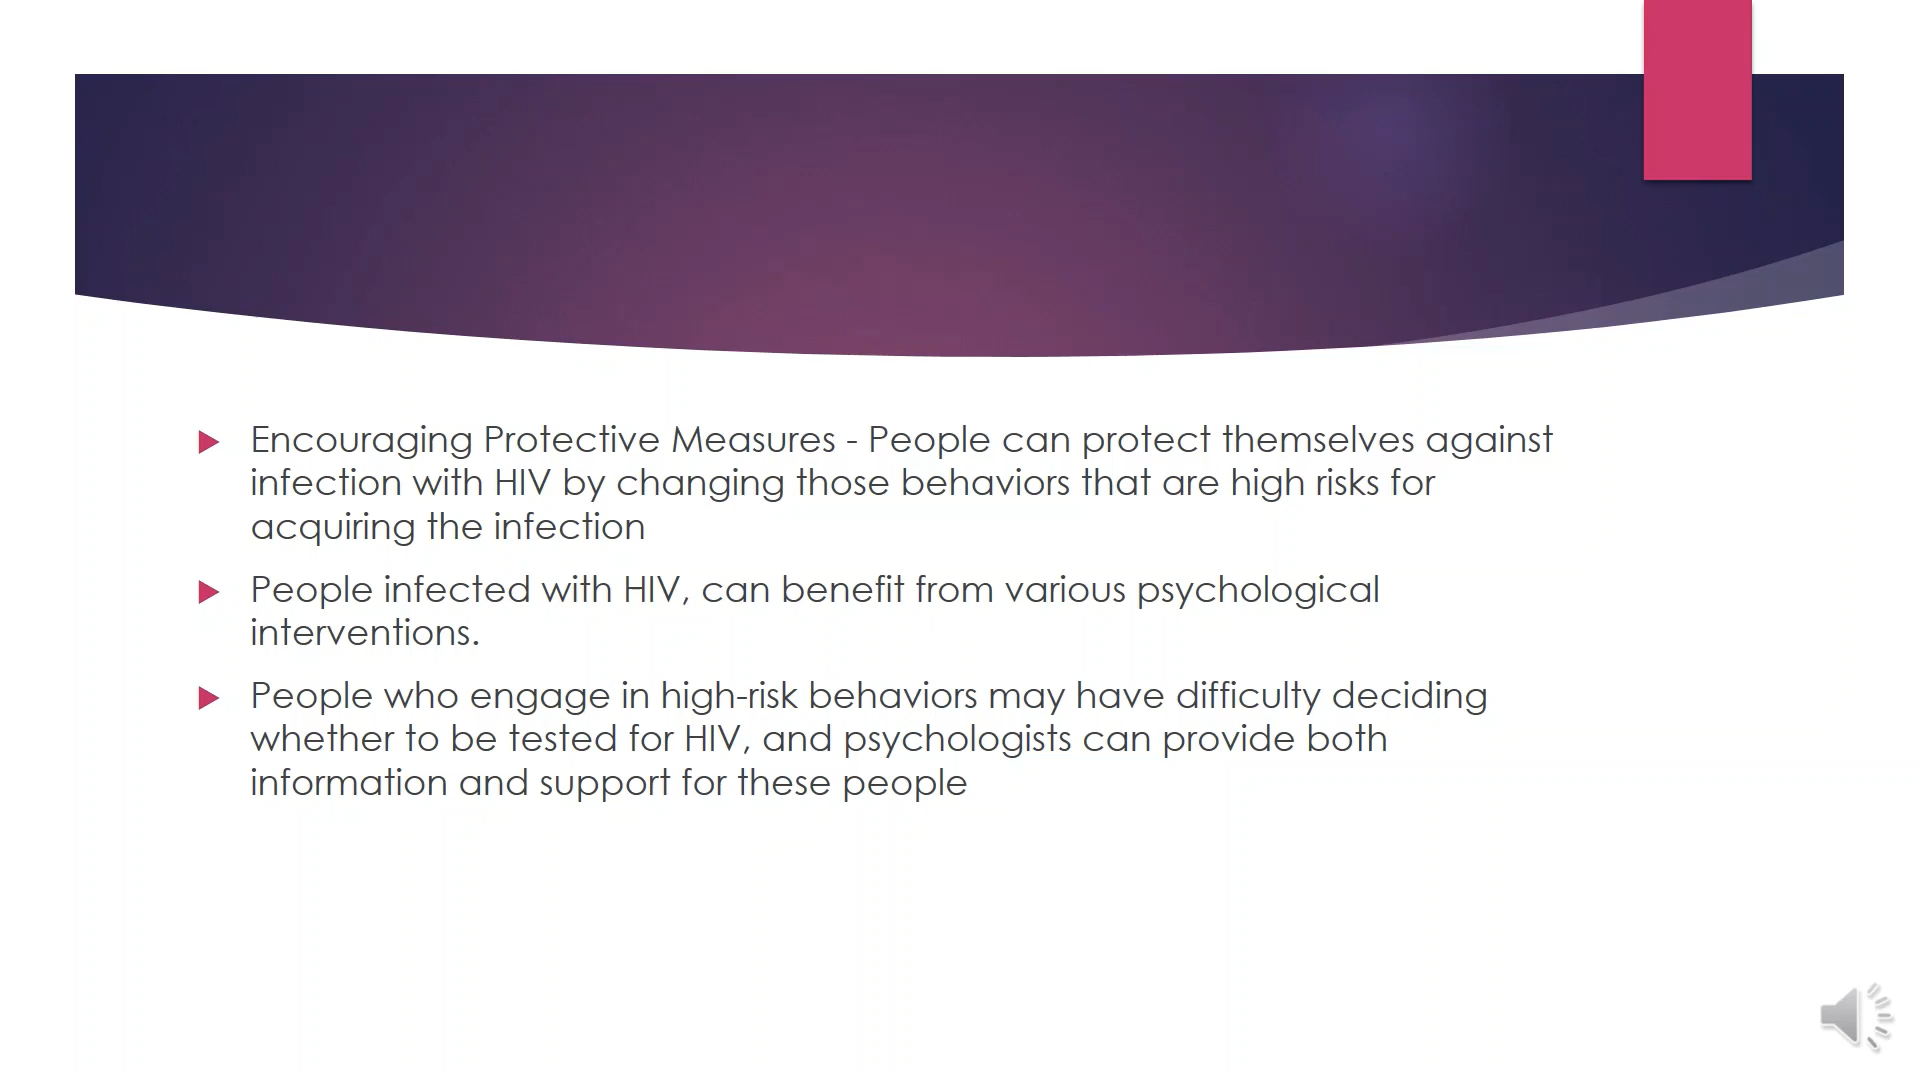 Encouraging Protective Measures - People can protect themselves against
infection with HIV by changing those behaviors that are high risks for
acquiring the infection
People infected with HIV, can benefit from various psychological
interventions.
People who engage in high-risk behaviors may have difficulty deciding
whether to be tested for HIV, and psychologists can provide both
information and support for these people